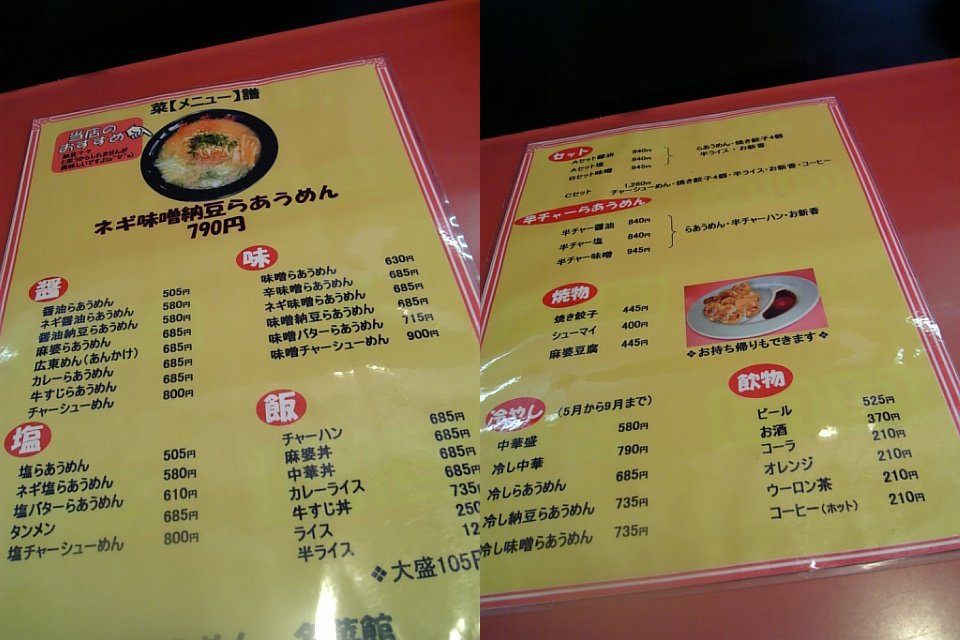 菜【メニュー】譜
当店の
おすすめ
納豆??
と思うかもしれませんが
美味しいですよ(o^▽^o)
ネギ味噌納豆らあうめん
790円
醤
醤油らあうめん 505円
ネギ醤油らあうめん 580円
醤油納豆らあうめん 580円
麻婆らあうめん 685円
広東めん(あんかけ) 685円
カレーらあうめん 685円
牛すじらあうめん 685円
チャーシューめん 800円
塩
塩らあうめん 505円
ネギ塩らあうめん 580円
塩バターらあうめん 610円
タンメン 685円
塩チャーシューめん 800円
味
味噌らあうめん 630円
辛味噌らあうめん 685円
ネギ味噌らあうめん 685円
味噌納豆らあうめん 685円
味噌バターらあうめん 715円
味噌チャーシューめん 900円
飯
チャーハン 685円
麻婆丼 685円
中華丼 685円
カレーライス 685円
牛すじ丼 735円
ライス 250
半ライス 12
❖大盛105円
菜館
セット
Aセット醤油 840円
Aセット塩 840円
Bセット味噌 945円
らあうめん・焼き餃子4個
半ライス・お新香
Cセット 1,280円
チャーシューめん・焼き餃子4個・半ライス・お新香・コーヒー
半チャーらあうめん
半チャー醤油 840円
半チャー塩 840円
半チャー味噌 945円
らあうめん・半チャーハン・お新香
焼物
焼き餃子 445円
シューマイ 400円
麻婆豆腐 445円
❖お持ち帰りもできます❖
冷やし (5月から9月まで)
中華盛 580円
冷し中華 790円
冷しらあうめん 685円
冷し納豆らあうめん 735円
冷し味噌らあうめん 735円
飲物
ビール 525円
お酒 370円
コーラ 210円
オレンジ 210円
ウーロン茶 210円
コーヒー(ホット) 210円